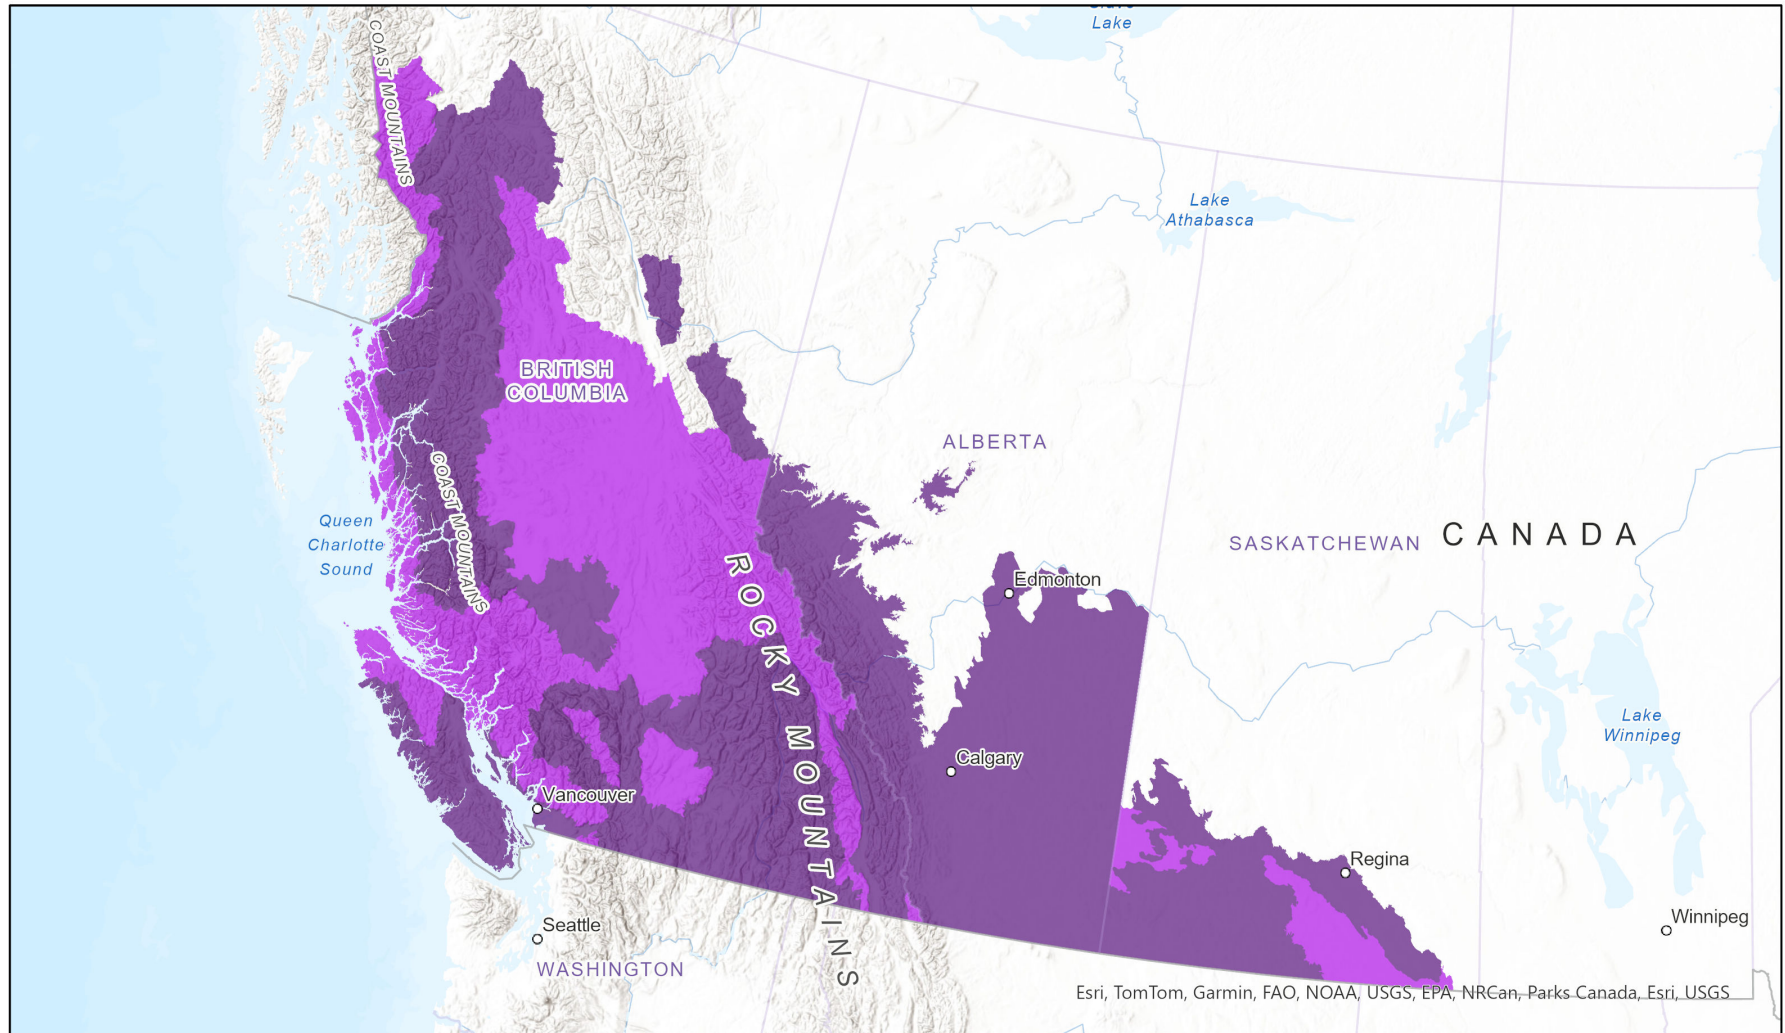 Lake
COAST MOUNTAINS
Lake
Athabasca
BRITISH
COLUMBIA
ALBERTA
COAST MOUNTAINS
Queen
Charlotte
Sound
SASKATCHEWAN
CANADA
ROCKY MOUNTAINS
Edmonton
Lake
Winnipeg
Calgary
Vancouver
Regina
Winnipeg
Seattle
WASHINGTON
Esri, TomTom, Garmin, FAO, NOAA, USGS, EPA, NRCan, Parks Canada, Esri, USGS